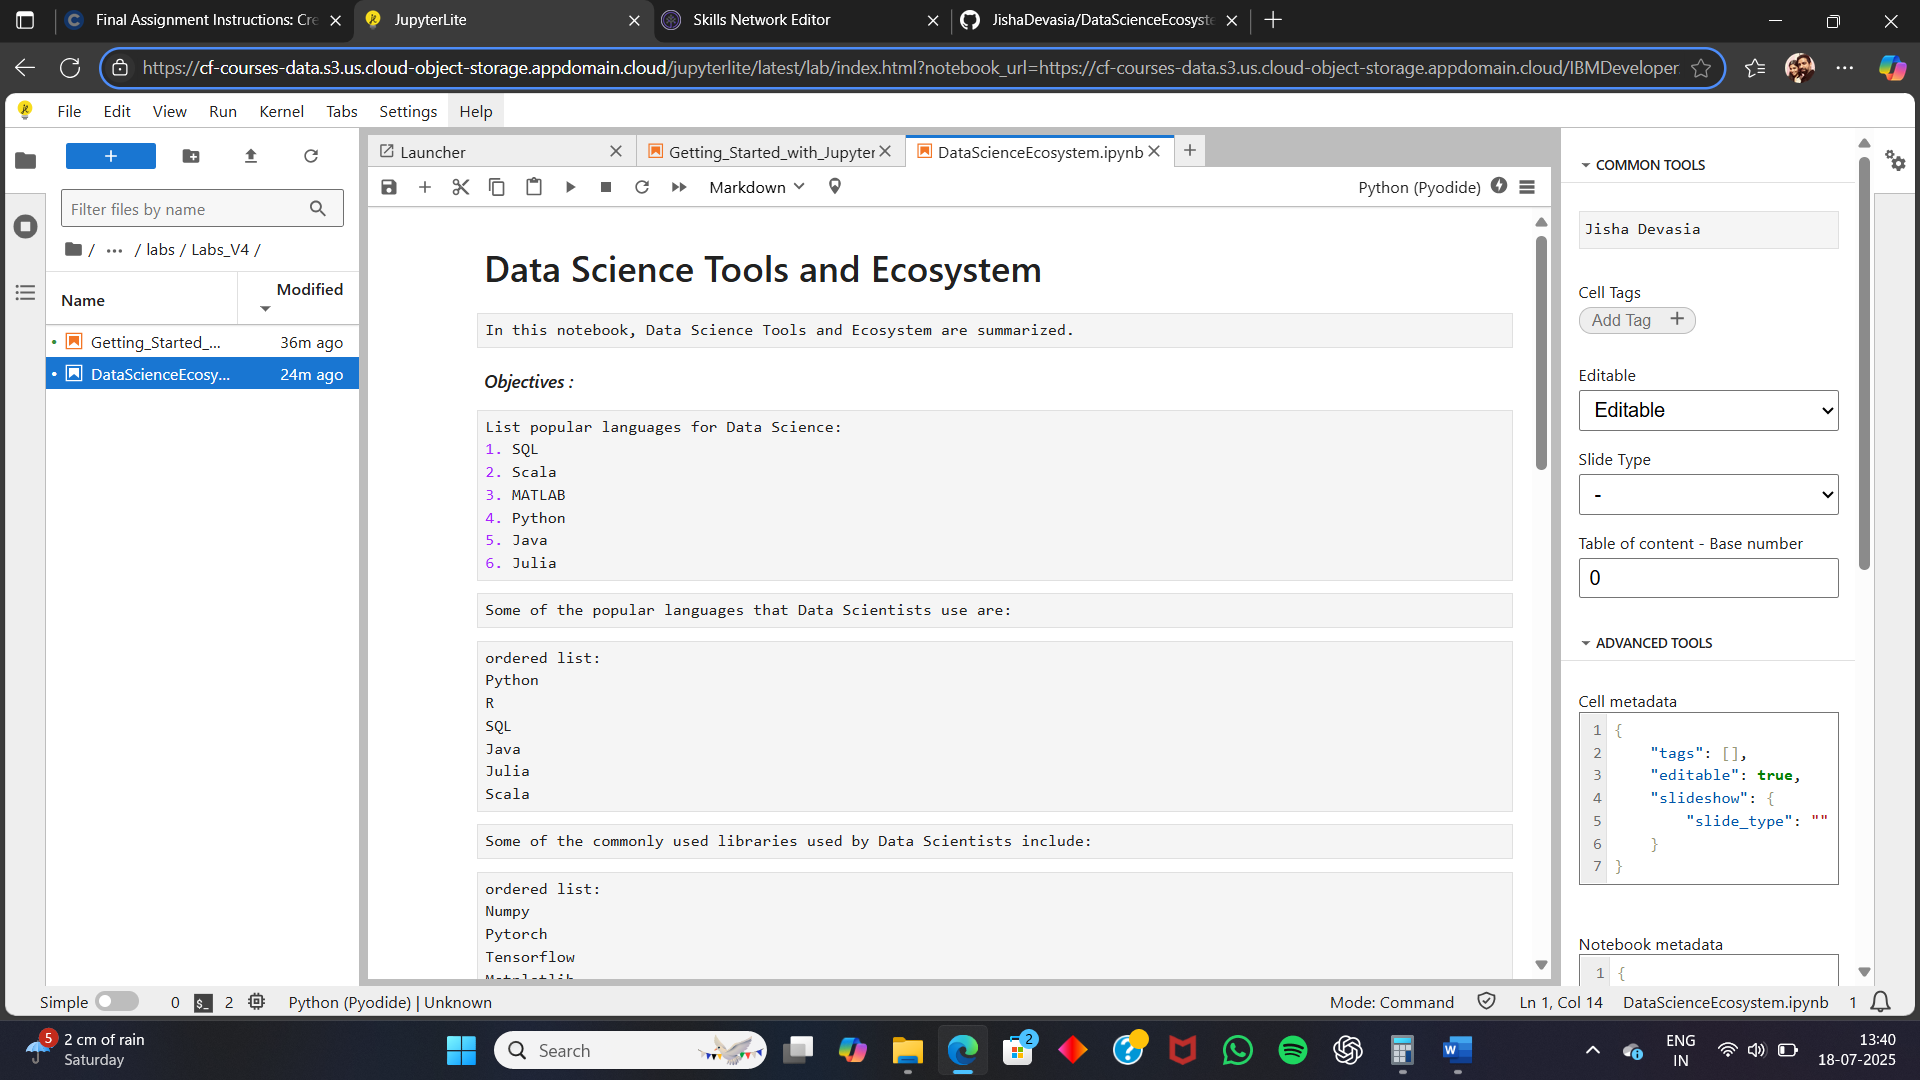 Final Assignment Instructions: Cre
JupyterLite
Skills Network Editor
JishaDevasia/DataScienceEcosyste
https://cf-courses-data.s3.us.cloud-object-storage.appdomain.cloud/jupyterlite/latest/lab/index.html?notebook_url=https://cf-courses-data.s3.us.cloud-object-storage.appdomain.cloud/IBMDeveloper
File Edit View Run Kernel Tabs Settings Help
Filter files by name
/ ... / labs / Labs_V4 /
Name Modified
Getting_Started_... 36m ago
DataScienceEcosy... 24m ago
Launcher
Getting_Started_with_Jupyter
DataScienceEcosystem.ipynb
Markdown
Python (Pyodide)
Data Science Tools and Ecosystem
In this notebook, Data Science Tools and Ecosystem are summarized.
Objectives :
List popular languages for Data Science:
1. SQL
2. Scala
3. MATLAB
4. Python
5. Java
6. Julia
Some of the popular languages that Data Scientists use are:
ordered list:
Python
R
SQL
Java
Julia
Scala
Some of the commonly used libraries used by Data Scientists include:
ordered list:
Numpy
Pytorch
Tensorflow
COMMON TOOLS
Jisha Devasia
Cell Tags
Add Tag +
Editable
Editable
Slide Type
-
Table of content - Base number
0
ADVANCED TOOLS
Cell metadata
1 {
2 "tags": [],
3 "editable": true,
4 "slideshow": {
5 "slide_type": ""
6 }
7 }
Notebook metadata
1 {
Simple 0 $_ 2 Python (Pyodide) | Unknown
Mode: Command Ln 1, Col 14 DataScienceEcosystem.ipynb 1
5
2 cm of rain
Saturday
Search
2
W
ENG
IN
13:40
18-07-2025